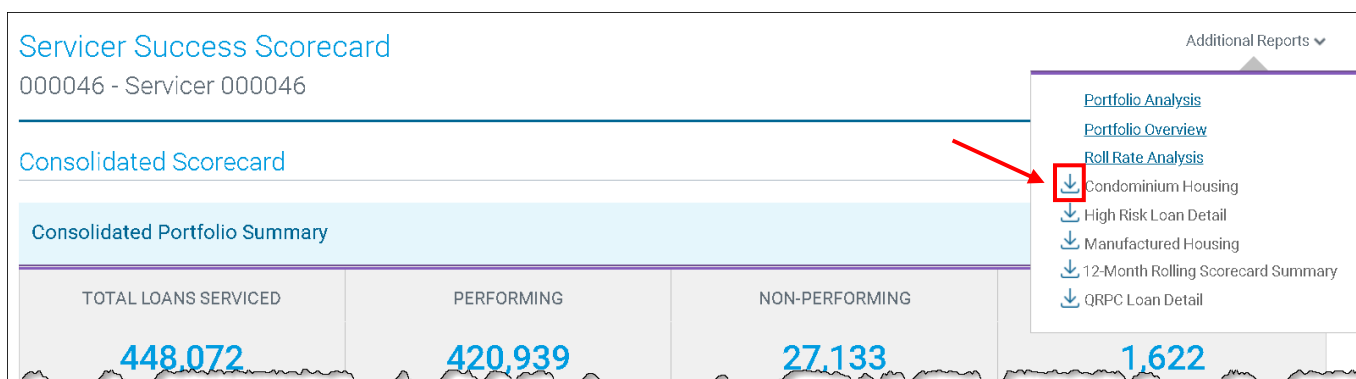 Servicer Success Scorecard
Additional Reports
000046 - Servicer 000046
Portfolio Analysis
Portfolio Overview
Roll Rate Analysis
Condominium Housing
High Risk Loan Detail
Manufactured Housing
12-Month Rolling Scorecard Summary
QRPC Loan Detail
Consolidated Scorecard
Consolidated Portfolio Summary
TOTAL LOANS SERVICED
PERFORMING
NON-PERFORMING
448,072
420,939
27,133
1,622